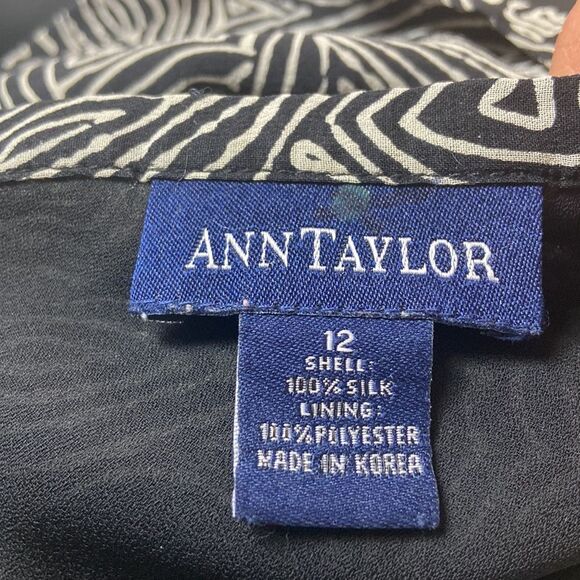 ANN TAYLOR
12
SHELL:
100% SILK
LINING:
100% POLYESTER
MADE IN KOREA